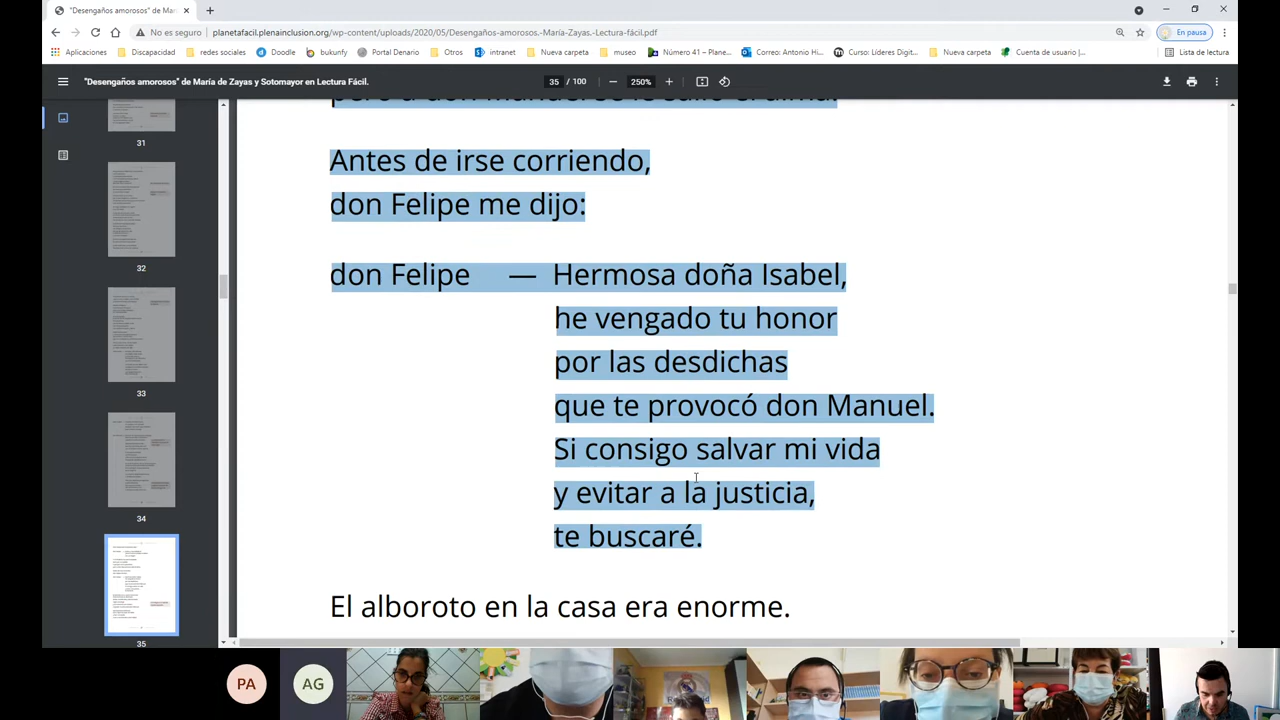 "Desengaños amorosos" de Marí
No es seguro
planetafacil.plenainclusion.org/wp-content/uploads/2020/05/Desengaños-amorosos.-María-Zayas.-Lectura-fácil.pdf
En pausa
Aplicaciones
Discapacidad
redes sociales
Doodle
bukunfy
Portal Denario
Otros
intranet
Nueva carpeta
museo
Número 41 – Plane...
Correo: Antonio Hi...
Curso: Líderes Digit...
Nueva carpeta
Cuenta de usuario...
Lista de lectura
"Desengaños amorosos" de María de Zayas y Sotomayor en Lectura Fácil.
35 / 100
250%
31
32
33
34
35
Antes de irse corriendo,
don Felipe me dijo:
don Felipe — Hermosa doña Isabel,
he vengado tu honor
por las desdichas
que te provocó don Manuel.
Si consigo salvar mi vida
y evitar a la justicia,
te buscaré.
El alboroto en la casa era enorme.
PA
AG